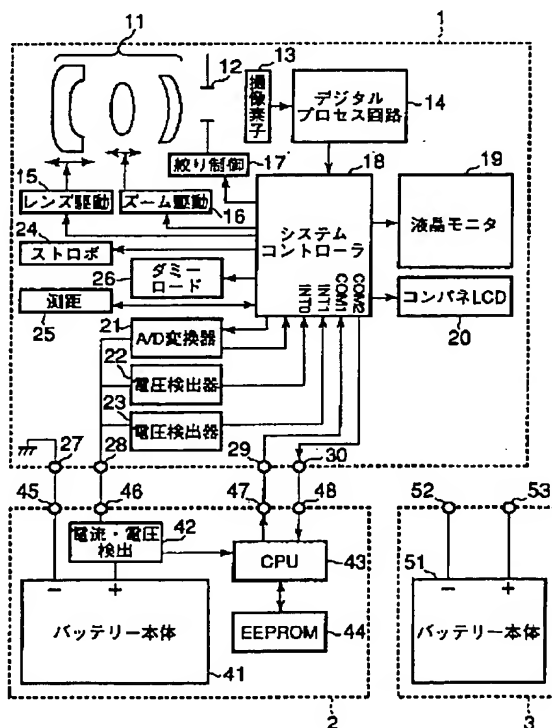 11
1
12
13
撮像素子
デジタル
プロセス回路
14
絞り制御
17
18
19
15
レンズ駆動
ズーム駆動
16
システム
コントローラ
液晶モニタ
24
ストロボ
26
ダミー
ロード
INT0
INT1
COM1
COM2
コンパネLCD
20
測距
25
21
A/D変換器
22
電圧検出器
23
電圧検出器
27
28
29
30
45
46
47
48
52
53
電流・電圧
検出
42
CPU
43
51
−
+
−
+
バッテリー本体
EEPROM
44
バッテリー本体
41
2
3